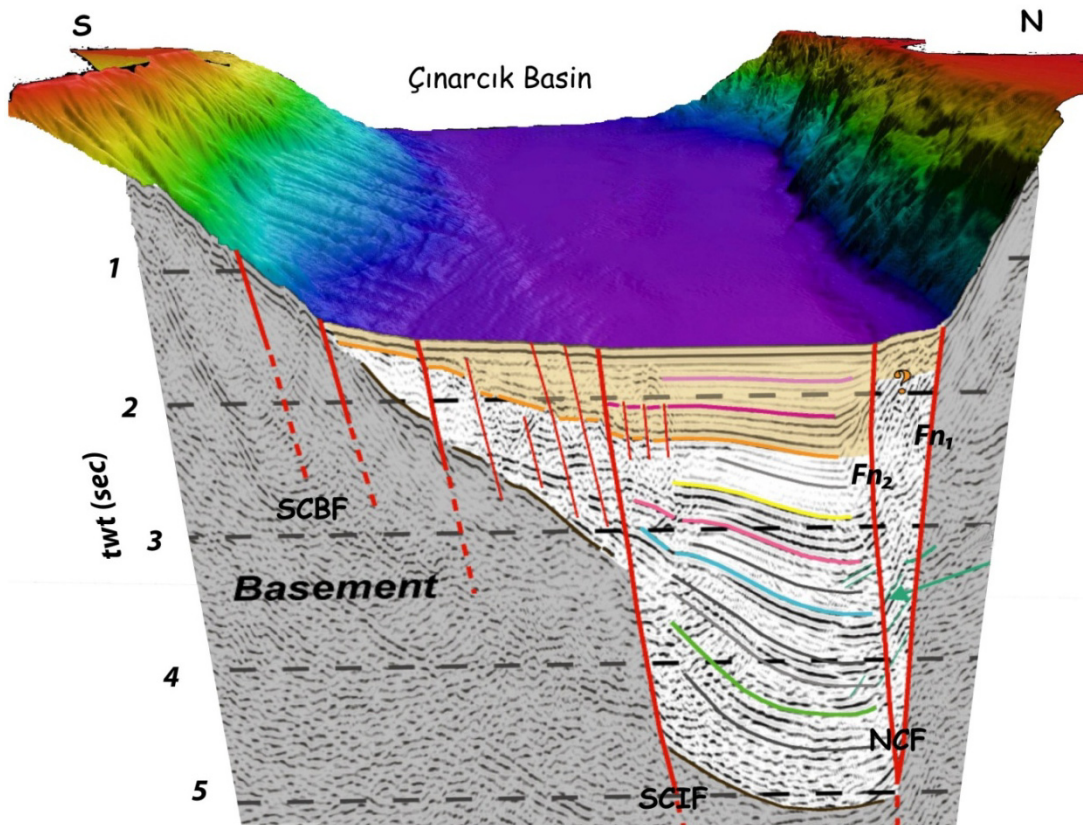 S
N
Çınarcık Basin
1
2
?
Fn1
Fn2
SCBF
twt (sec)
3
Basement
4
NCF
5
SCIF